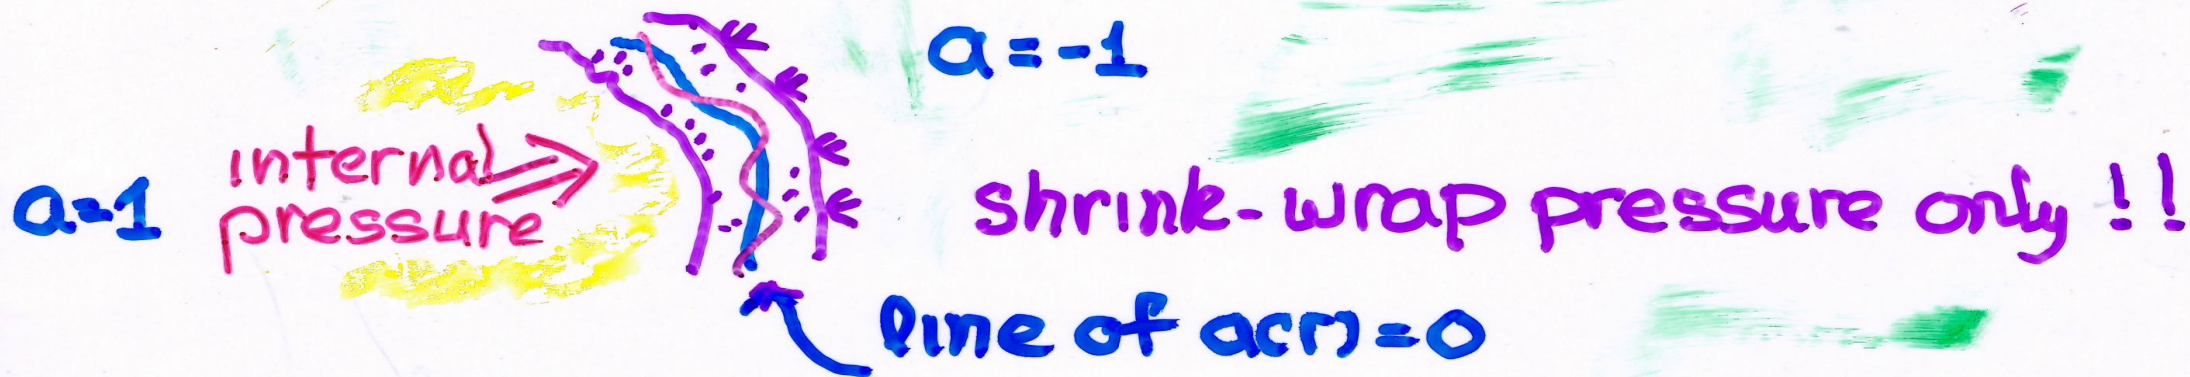 a=-1
internal
pressure
a=1
shrink-wrap pressure only !!
line of a(r)=0